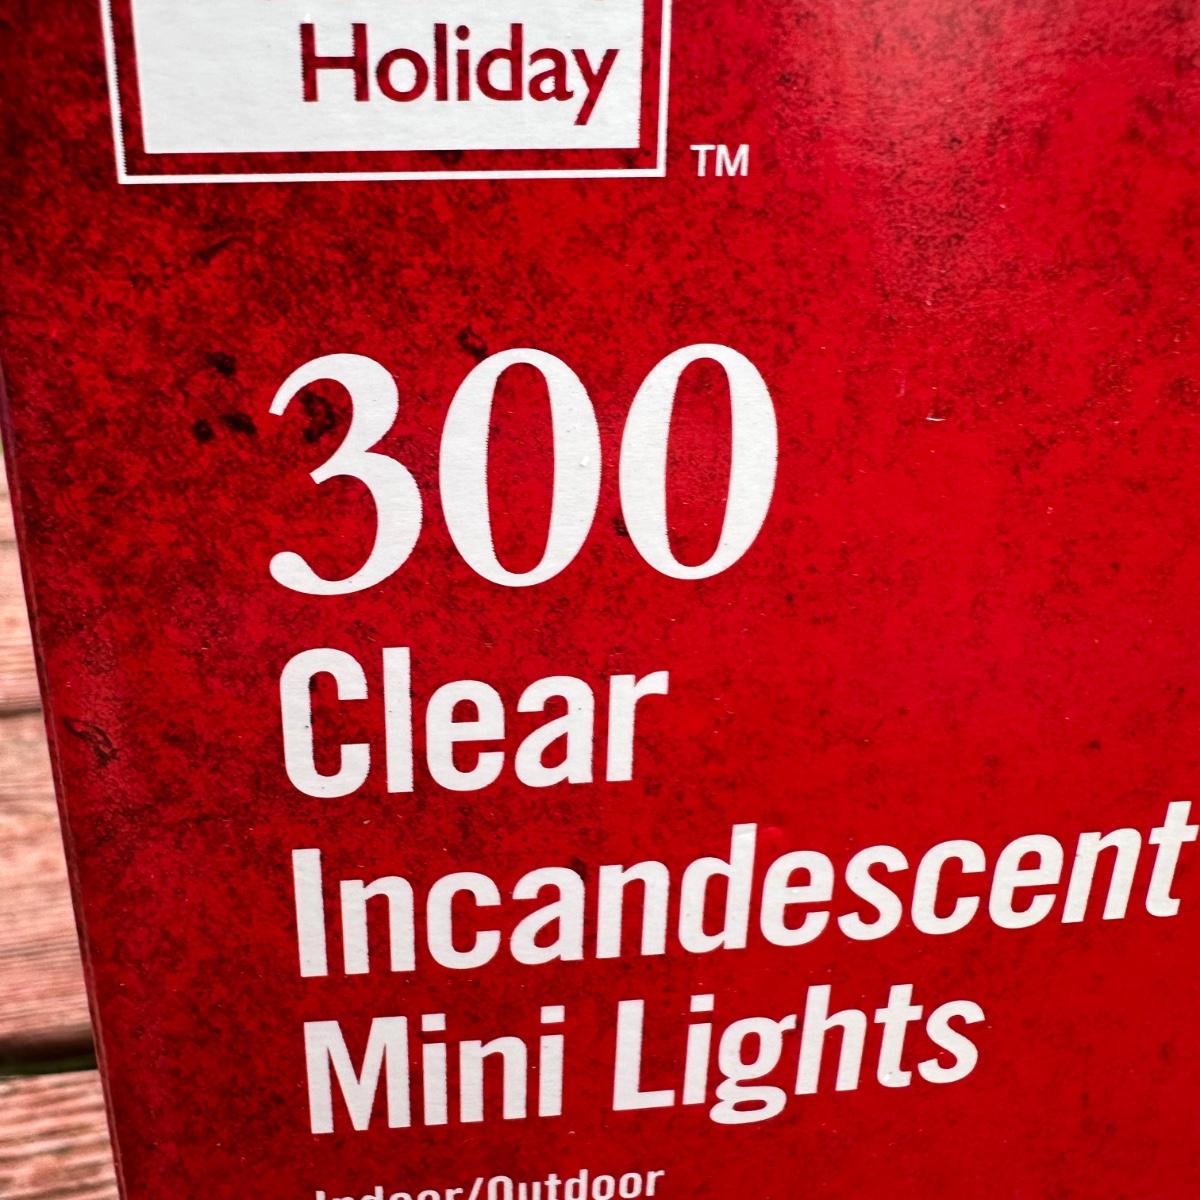 Holiday
TM
300
Clear
Incandescent
Mini Lights
Indoor/Outdoor